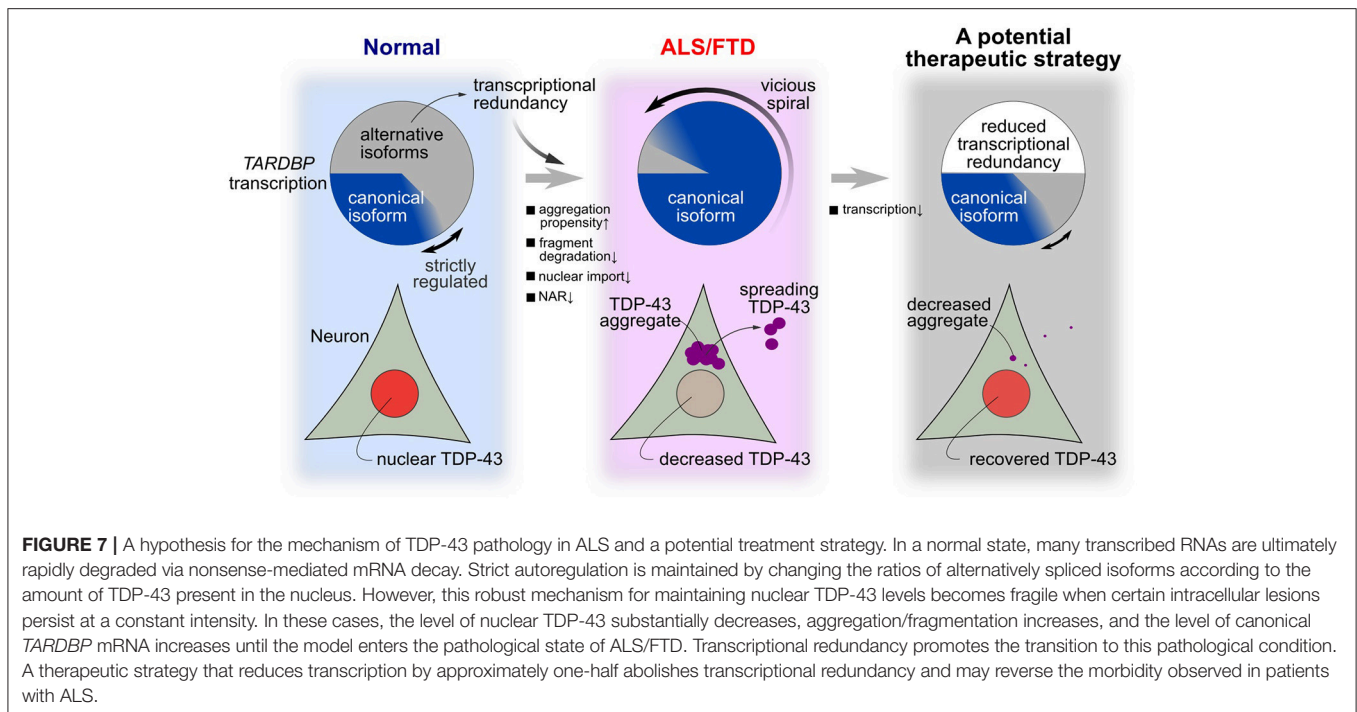 Normal
ALS/FTD
A potential
therapeutic strategy
transcpriptional
redundancy
alternative
isoforms
TARDBP
transcription
canonical
isoform
strictly
regulated
■ aggregation
propensity↑
■ fragment
degradation↓
■ nuclear import↓
■ NAR↓
vicious
spiral
canonical
isoform
■ transcription↓
reduced
transcriptional
redundancy
canonical
isoform
Neuron
nuclear TDP-43
TDP-43
aggregate
spreading
TDP-43
decreased TDP-43
decreased
aggregate
recovered TDP-43
FIGURE 7 | A hypothesis for the mechanism of TDP-43 pathology in ALS and a potential treatment strategy. In a normal state, many transcribed RNAs are ultimately
rapidly degraded via nonsense-mediated mRNA decay. Strict autoregulation is maintained by changing the ratios of alternatively spliced isoforms according to the
amount of TDP-43 present in the nucleus. However, this robust mechanism for maintaining nuclear TDP-43 levels becomes fragile when certain intracellular lesions
persist at a constant intensity. In these cases, the level of nuclear TDP-43 substantially decreases, aggregation/fragmentation increases, and the level of canonical
TARDBP mRNA increases until the model enters the pathological state of ALS/FTD. Transcriptional redundancy promotes the transition to this pathological condition.
A therapeutic strategy that reduces transcription by approximately one-half abolishes transcriptional redundancy and may reverse the morbidity observed in patients
with ALS.